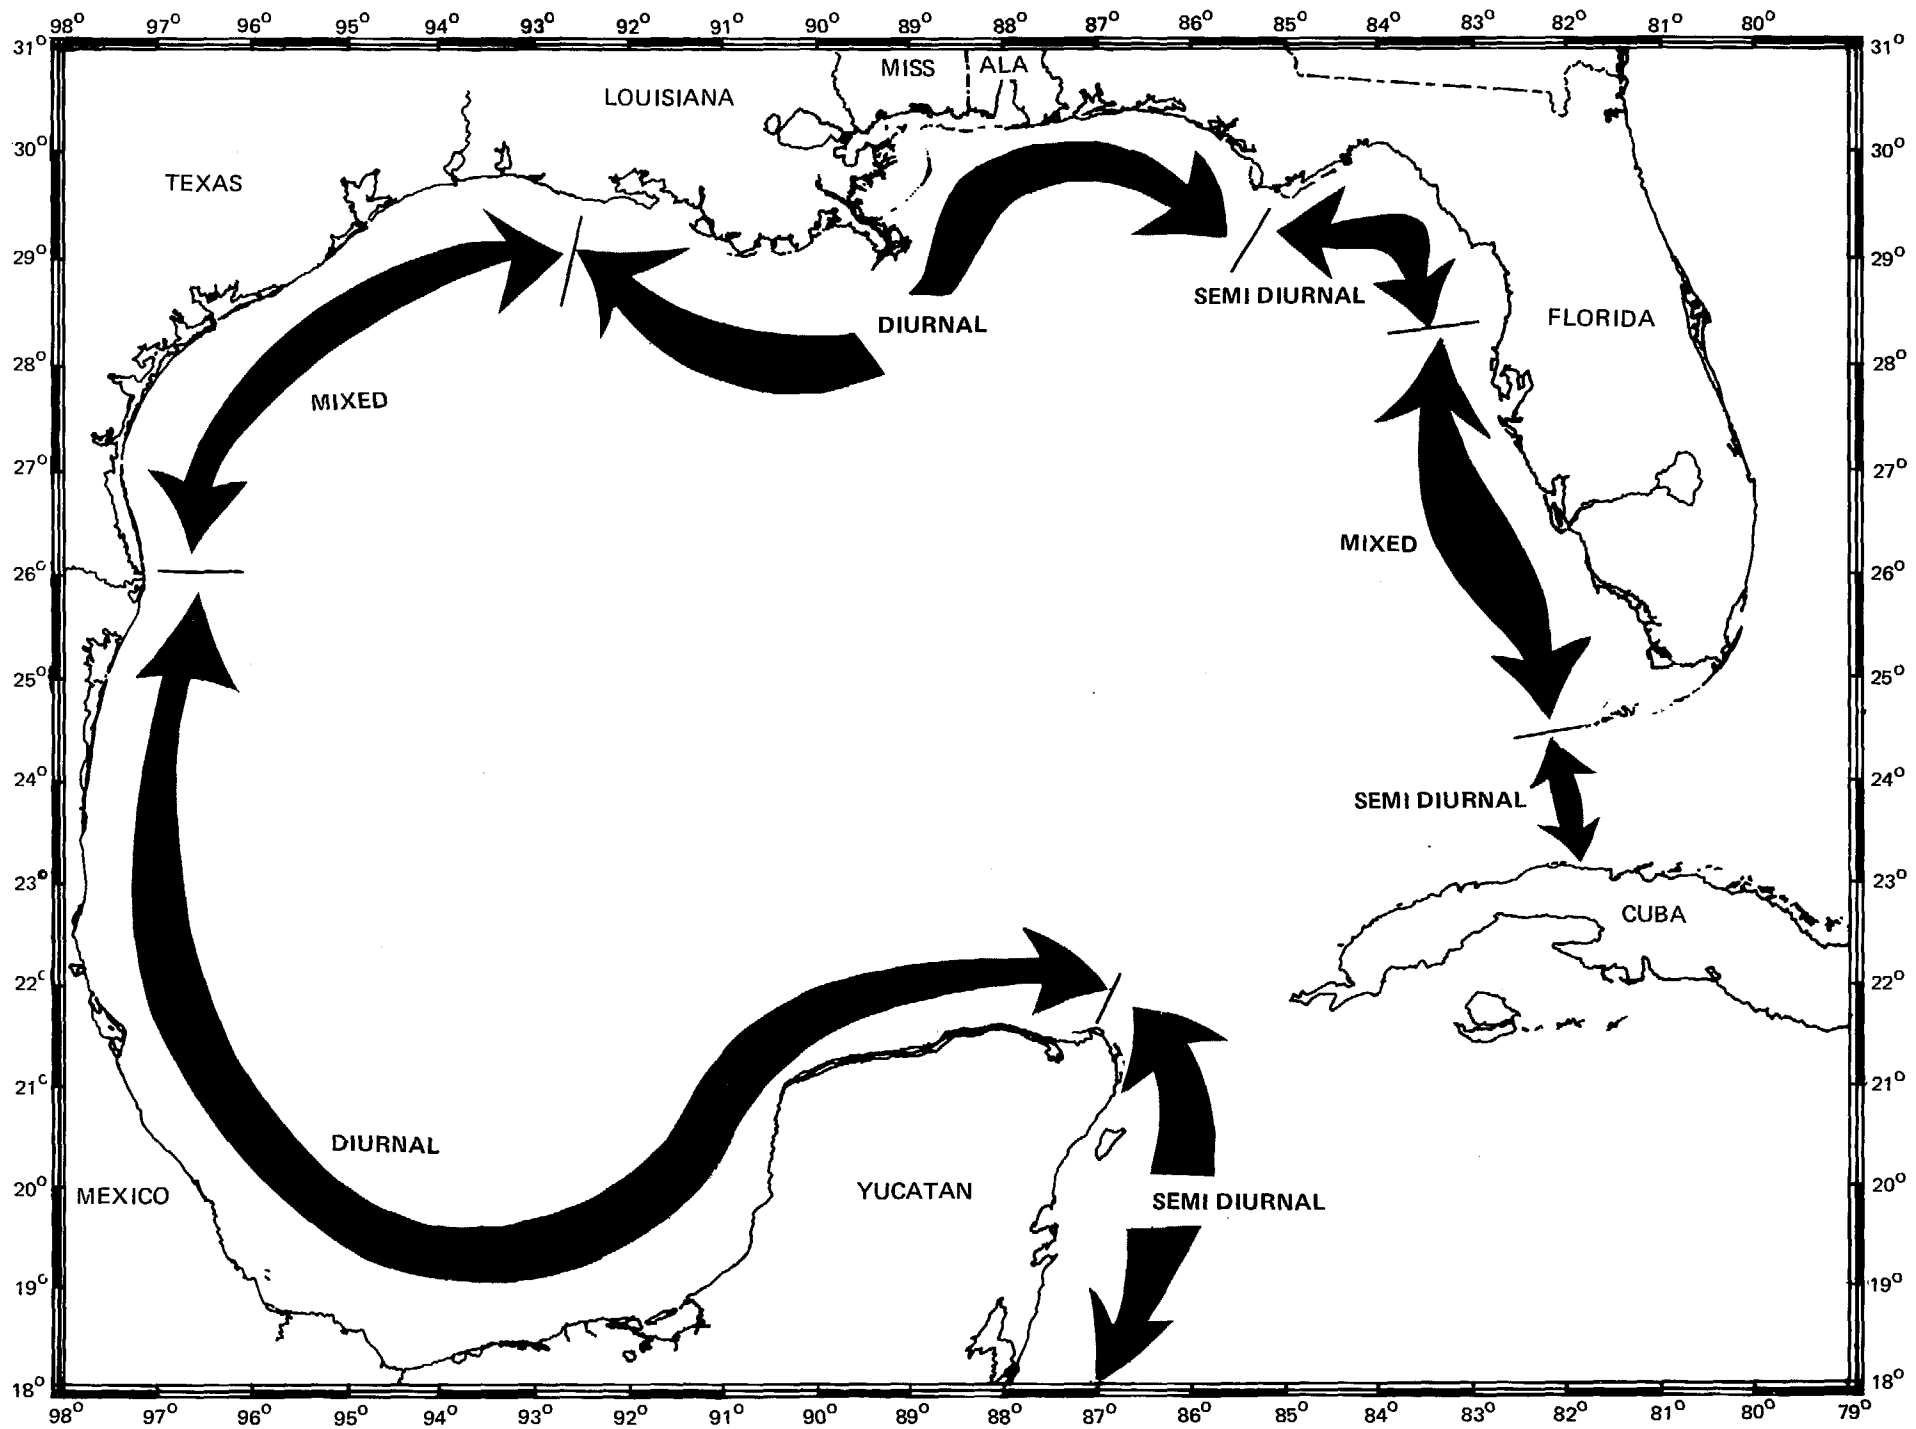 98° 97° 96° 95° 94° 93° 92° 91° 90° 89° 88° 87° 86° 85° 84° 83° 82° 81° 80°
31° 31°
MISS ALA
LOUISIANA
30° 30°
TEXAS
29° 29°
SEMI DIURNAL
DIURNAL FLORIDA
28° 28°
MIXED
27° 27°
MIXED
26° 26°
25° 25°
24° 24°
SEMI DIURNAL
23° 23°
CUBA
22° 22°
21° 21°
DIURNAL
20° 20°
MEXICO YUCATAN
SEMI DIURNAL
19° 19°
18° 18°
98° 97° 96° 95° 94° 93° 92° 91° 90° 89° 88° 87° 86° 85° 84° 83° 82° 81° 80° 79°